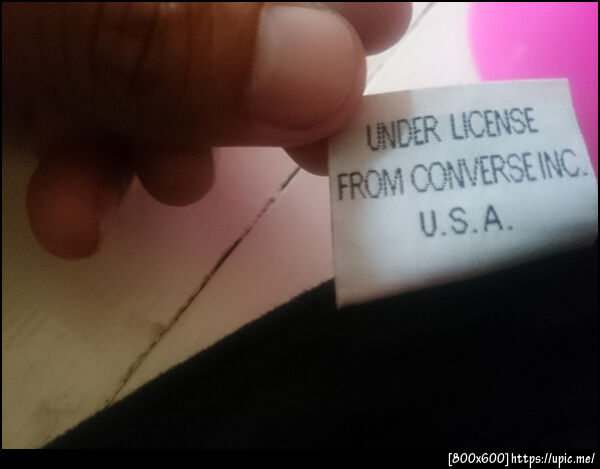 UNDER LICENSE
FROM CONVERSE INC.
U.S.A.
[800x600]https://upic.me/